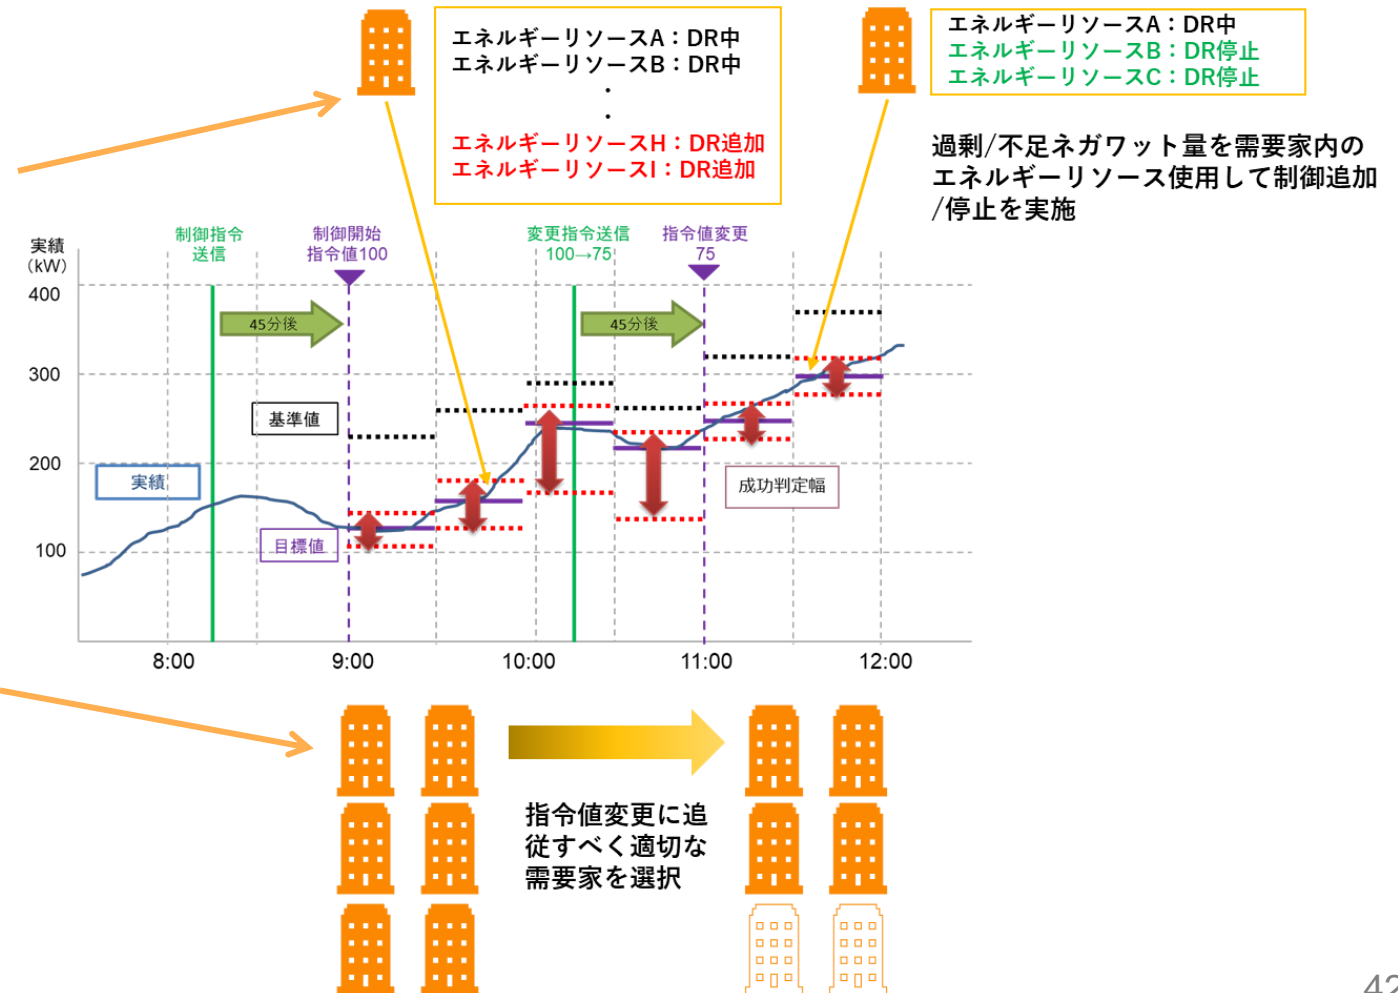 エネルギーリソースA：DR中
エネルギーリソースB：DR中
・
・
エネルギーリソースH：DR追加
エネルギーリソースI：DR追加
エネルギーリソースA：DR中
エネルギーリソースB：DR停止
エネルギーリソースC：DR停止
過剰/不足ネガワット量を需要家内の
エネルギーリソース使用して制御追加
/停止を実施
実績
（kW）
制御指令
送信
制御開始
指令値100
変更指令送信
100→75
指令値変更
75
400
300
200
100
45分後
45分後
基準値
実績
目標値
成功判定幅
8:00
9:00
10:00
11:00
12:00
指令値変更に追
従すべく適切な
需要家を選択
42